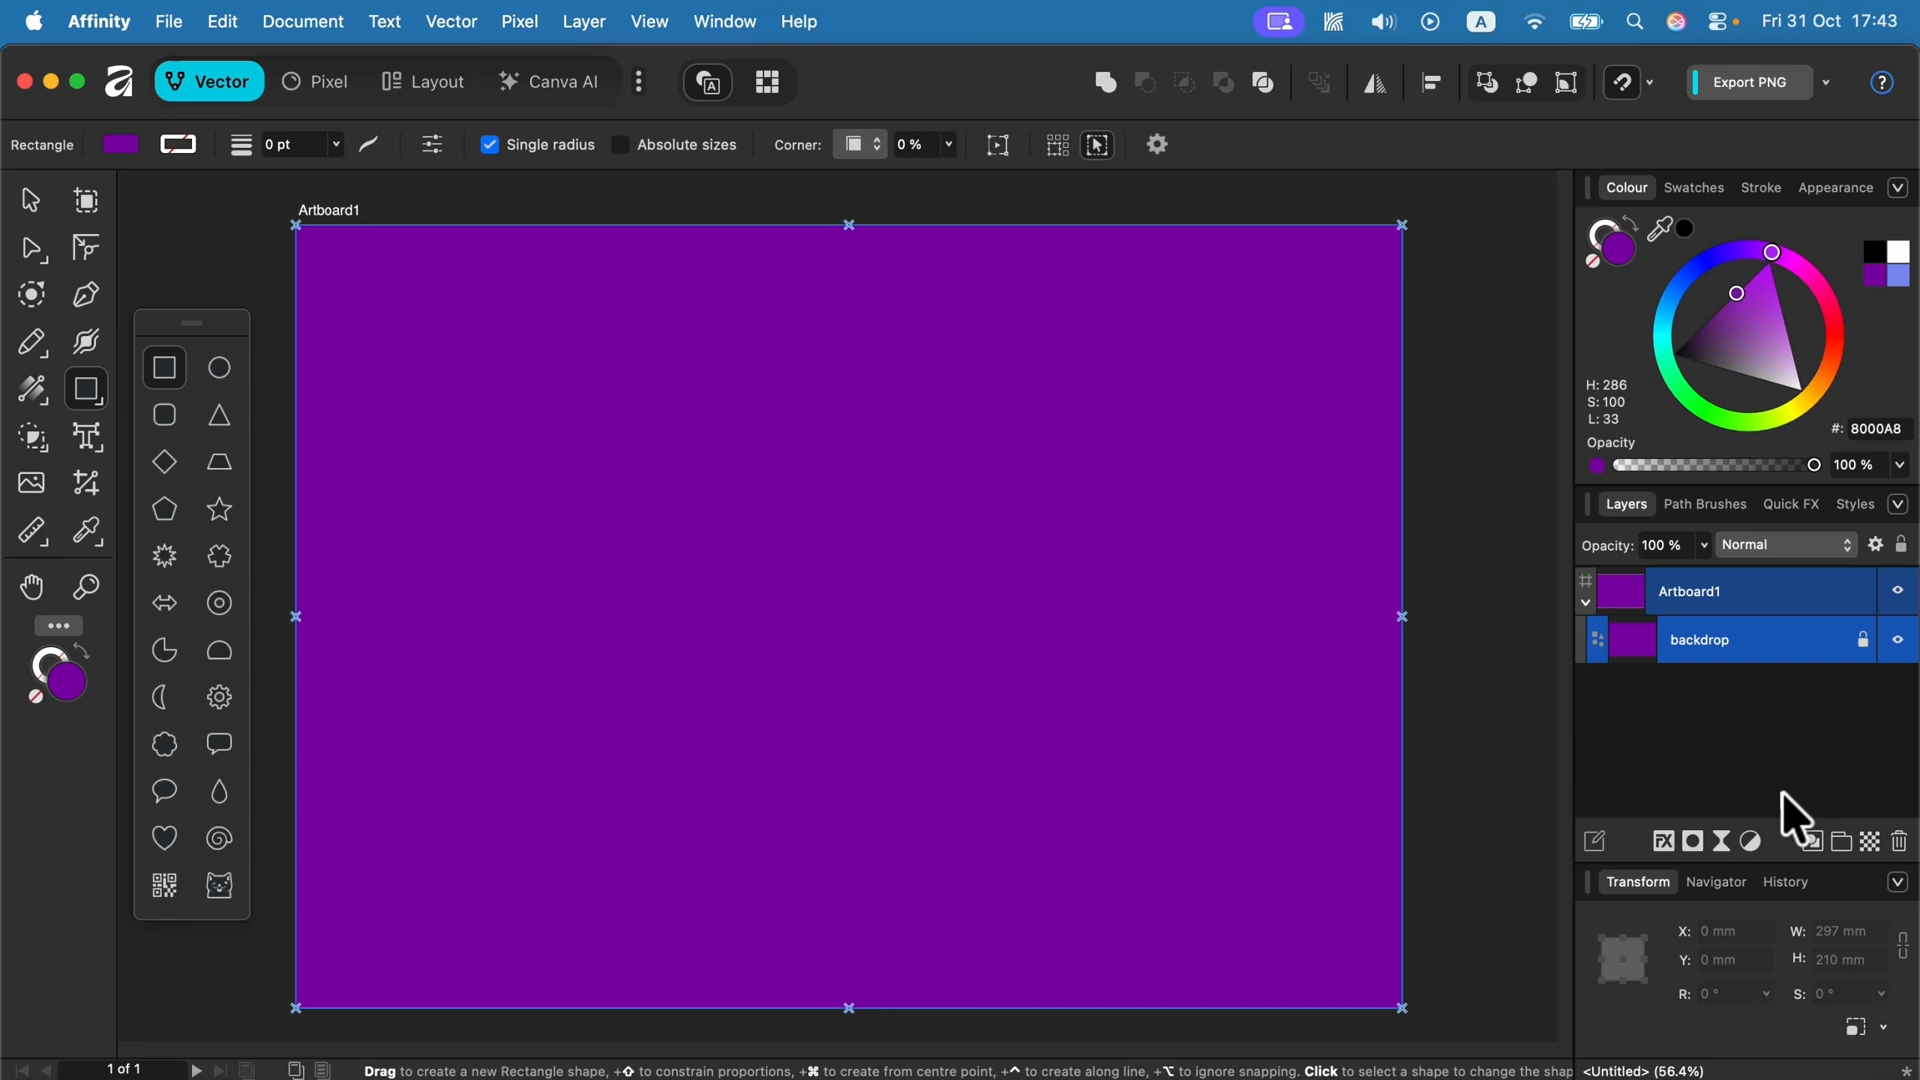 Affinity File Edit Document Text Vector Pixel Layer View Window Help A Fri 31 Oct 17:43
Vector Pixel Layout Canva AI A Export PNG ?
Rectangle 0 pt Single radius Absolute sizes Corner: 0 %
Artboard1
Colour Swatches Stroke Appearance
H: 286
S: 100
L: 33
#: 8000A8
Opacity
100 %
Layers Path Brushes Quick FX Styles
Opacity: 100 % Normal
Artboard1
backdrop
FX
Transform Navigator History
X: 0 mm W: 297 mm
Y: 0 mm H: 210 mm
R: 0 ° S: 0 °
1 of 1 Drag to create a new Rectangle shape, +⇧ to constrain proportions, +⌘ to create from centre point, +⌃ to create along line, +⌥ to ignore snapping. Click to select a shape to change the shap <Untitled> (56.4%) *